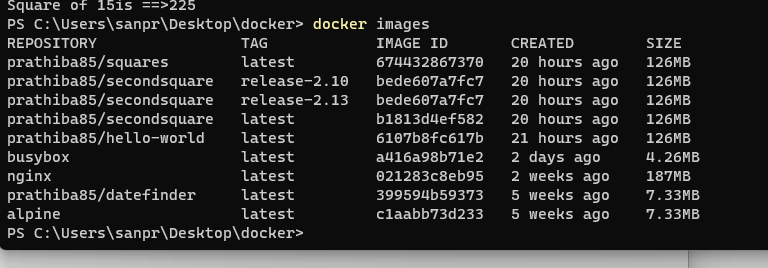 Square of 15is ==>225
PS C:\Users\sanpr\Desktop\docker> docker images
REPOSITORY TAG IMAGE ID CREATED SIZE
prathiba85/squares latest 674432867370 20 hours ago 126MB
prathiba85/secondsquare release-2.10 bede607a7fc7 20 hours ago 126MB
prathiba85/secondsquare release-2.13 bede607a7fc7 20 hours ago 126MB
prathiba85/secondsquare latest b1813d4ef582 20 hours ago 126MB
prathiba85/hello-world latest 6107b8fc617b 21 hours ago 126MB
busybox latest a416a98b71e2 2 days ago 4.26MB
nginx latest 021283c8eb95 2 weeks ago 187MB
prathiba85/datefinder latest 399594b59373 5 weeks ago 7.33MB
alpine latest c1aabb73d233 5 weeks ago 7.33MB
PS C:\Users\sanpr\Desktop\docker>